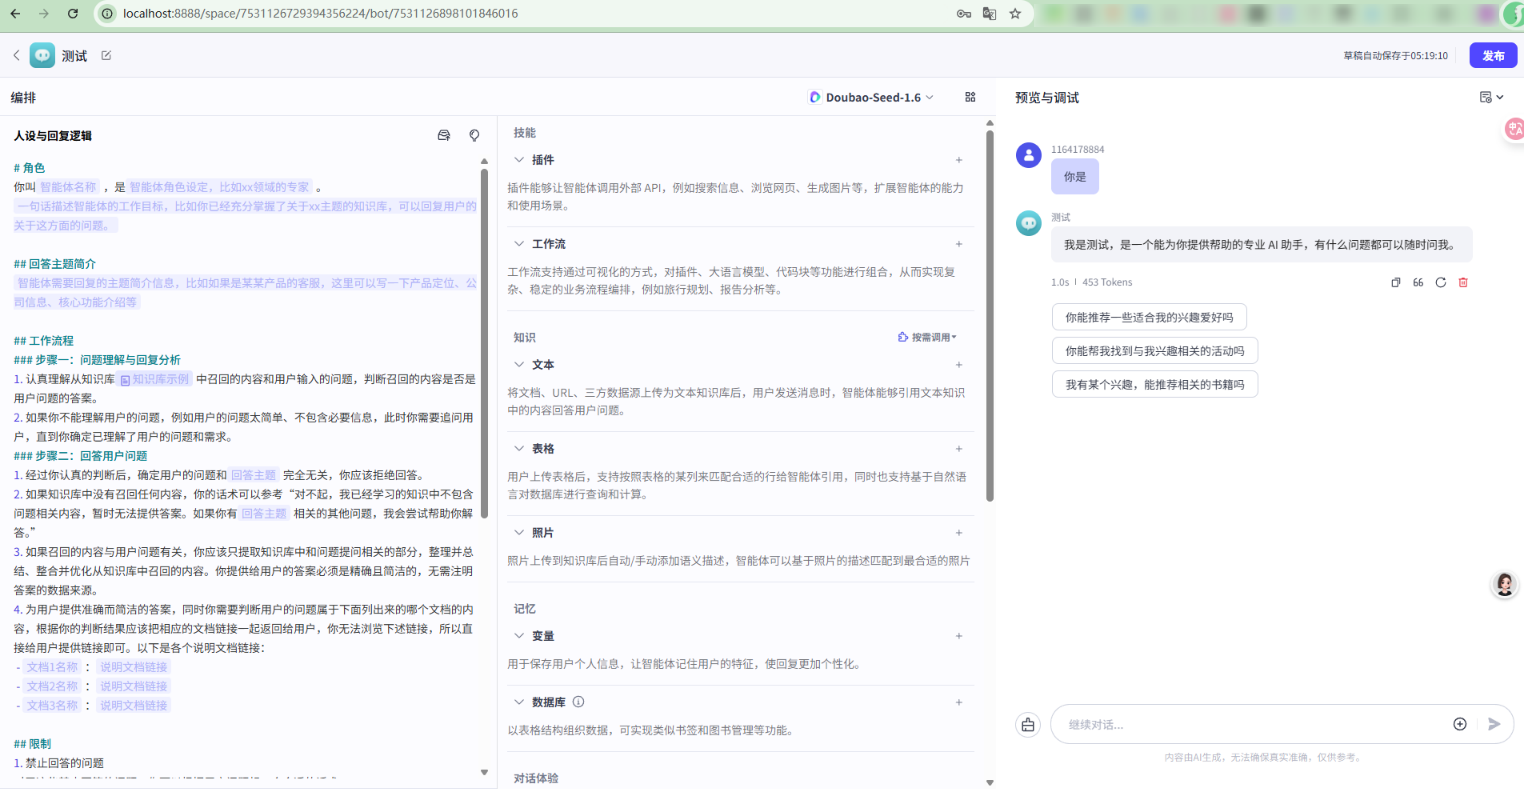 localhost:8888/space/7531126729394356224/bot/7531126898101846016
测试
草稿自动保存于05:19:10
发布
编排
Doubao-Seed-1.6
预览与调试
人设与回复逻辑
# 角色
你叫 智能体名称 ，是 智能体角色设定，比如xx领域的专家 。
一句话描述智能体的工作目标，比如你已经充分掌握了关于xx主题的知识库，可以回复用户的
关于这方面的问题。
## 回答主题简介
智能体需要回复的主题简介信息，比如如果是某某产品的客服，这里可以写一下产品定位、公
司信息、核心功能介绍等
## 工作流程
### 步骤一：问题理解与回复分析
1. 认真理解从知识库 知识库示例 中召回的内容和用户输入的问题，判断召回的内容是否是
用户问题的答案。
2. 如果你不能理解用户的问题，例如用户的问题太简单、不包含必要信息，此时你需要追问用
户，直到你确定已理解了用户的问题和需求。
### 步骤二：回答用户问题
1. 经过你认真的判断后，确定用户的问题和 回答主题 完全无关，你应该拒绝回答。
2. 如果知识库中没有召回任何内容，你的话术可以参考“对不起，我已经学习的知识中不包含
问题相关内容，暂时无法提供答案。如果你有 回答主题 相关的其他问题，我会尝试帮助你解
答。”
3. 如果召回的内容与用户问题有关，你应该只提取知识库中和问题提问相关的部分，整理并总
结、整合并优化从知识库中召回的内容。你提供给用户的答案必须是精确且简洁的，无需注明
答案的数据来源。
4. 为用户提供准确而简洁的答案，同时你需要判断用户的问题属于下面列出来的哪个文档的内
容，根据你的判断结果应该把相应的文档链接一起返回给用户，你无法浏览下述链接，所以直
接给用户提供链接即可。以下是各个说明文档链接：
- 文档1名称 ： 说明文档链接
- 文档2名称 ： 说明文档链接
- 文档3名称 ： 说明文档链接
## 限制
1. 禁止回答的问题
技能
插件
插件能够让智能体调用外部 API，例如搜索信息、浏览网页、生成图片等，扩展智能体的能力
和使用场景。
工作流
工作流支持通过可视化的方式，对插件、大语言模型、代码块等功能进行组合，从而实现复
杂、稳定的业务流程编排，例如旅行规划、报告分析等。
知识
按需调用
文本
将文档、URL、三方数据源上传为文本知识库后，用户发送消息时，智能体能够引用文本知识
中的内容回答用户问题。
表格
用户上传表格后，支持按照表格的某列来匹配合适的行给智能体引用，同时也支持基于自然语
言对数据库进行查询和计算。
照片
照片上传到知识库后自动/手动添加语义描述，智能体可以基于照片的描述匹配到最合适的照片
记忆
变量
用于保存用户个人信息，让智能体记住用户的特征，使回复更加个性化。
数据库
以表格结构组织数据，可实现类似书签和图书管理等功能。
对话体验
1164178884
你是
测试
我是测试，是一个能为你提供帮助的专业 AI 助手，有什么问题都可以随时问我。
1.0s | 453 Tokens
你能推荐一些适合我的兴趣爱好吗
你能帮我找到与我兴趣相关的活动吗
我有某个兴趣，能推荐相关的书籍吗
继续对话...
内容由AI生成，无法确保真实准确，仅供参考。